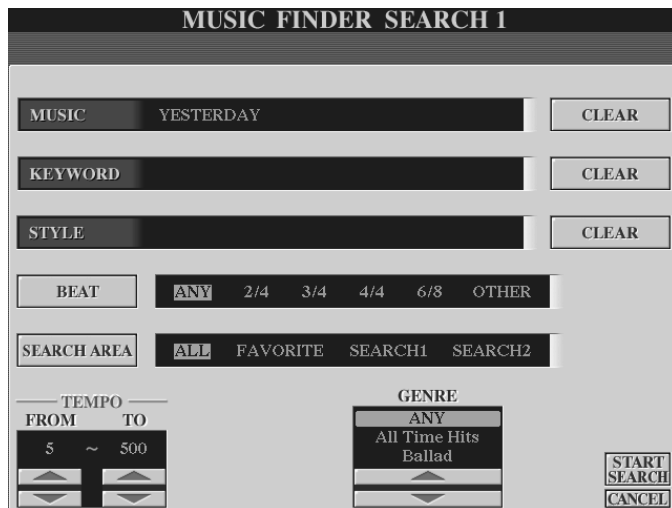 MUSIC FINDER SEARCH 1
MUSIC YESTERDAY CLEAR
KEYWORD CLEAR
STYLE CLEAR
BEAT ANY 2/4 3/4 4/4 6/8 OTHER
SEARCH AREA ALL FAVORITE SEARCH1 SEARCH2
TEMPO
FROM TO
5 ~ 500
GENRE
ANY
All Time Hits
Ballad
START
SEARCH
CANCEL